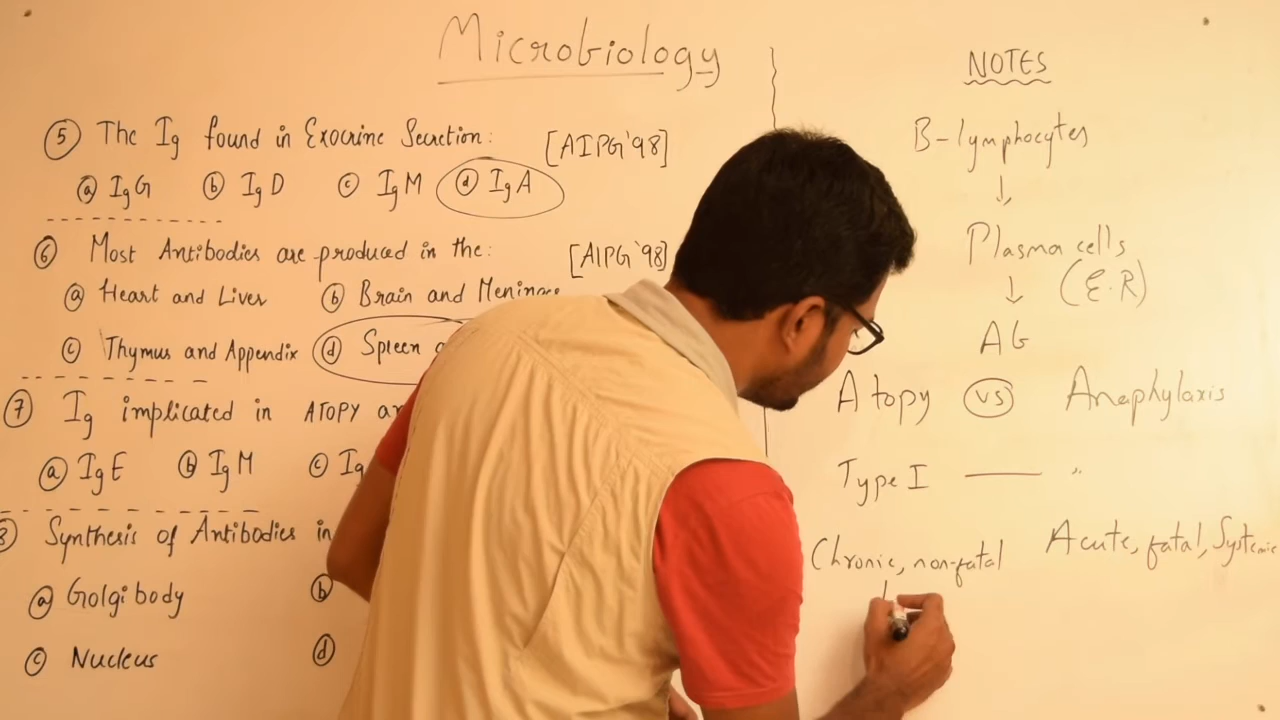 Microbiology
⑤ The Ig found in Exocrine Secretion: [AIPG'98]
ⓐ IgG ⓑ IgD ⓒ IgM ⓓ IgA
⑥ Most Antibodies are produced in the: [AIPG'98]
ⓐ Heart and Liver ⓑ Brain and Meninges
ⓒ Thymus and Appendix ⓓ Spleen
⑦ Ig implicated in ATOPY
ⓐ IgE ⓑ IgM ⓒ Ig
8 Synthesis of Antibodies in
ⓐ Golgi body ⓑ
ⓒ Nucleus ⓓ
NOTES
B-lymphocytes
↓
Plasma cells
(E.R)
↓
AG
Atopy VS Anaphylaxis
Type I — "
Chronic, non-fatal Acute, fatal, Systemic